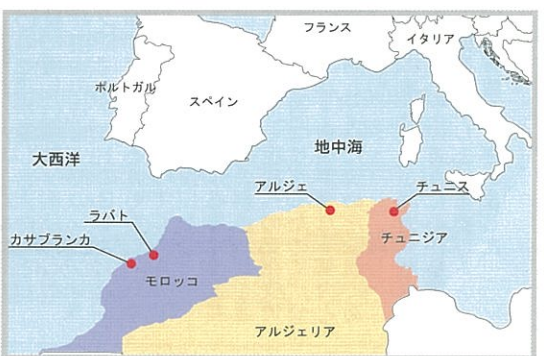 フランス
イタリア
ポルトガル
スペイン
大西洋
地中海
アルジェ
チュニス
ラバト
カサブランカ
チュニジア
モロッコ
アルジェリア